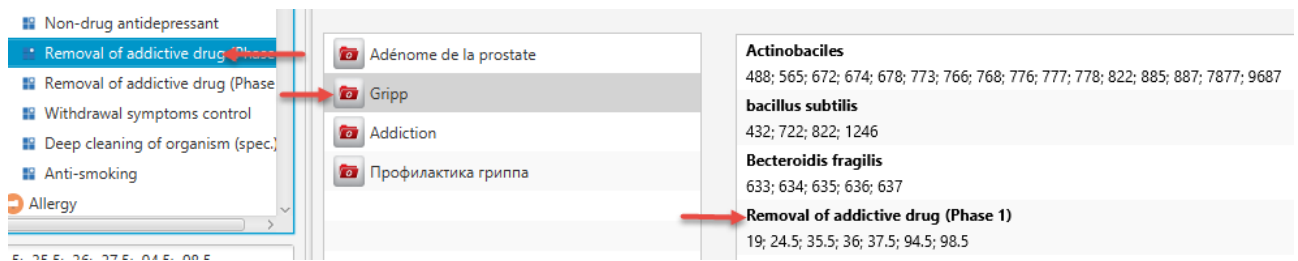 Non-drug antidepressant
Removal of addictive drug (Phase
Removal of addictive drug (Phase
Withdrawal symptoms control
Deep cleaning of organism (spec.)
Anti-smoking
Allergy
Adénome de la prostate
Gripp
Addiction
Профилактика гриппа
Actinobaciles
488; 565; 672; 674; 678; 773; 766; 768; 776; 777; 778; 822; 885; 887; 7877; 9687
bacillus subtilis
432; 722; 822; 1246
Becteroidis fragilis
633; 634; 635; 636; 637
Removal of addictive drug (Phase 1)
19; 24.5; 35.5; 36; 37.5; 94.5; 98.5